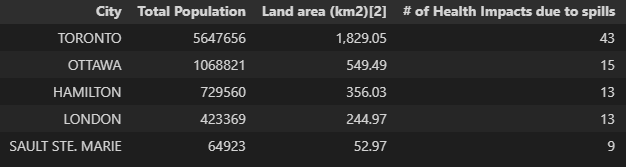 City Total Population Land area (km2)[2] # of Health Impacts due to spills
TORONTO 5647656 1,829.05 43
OTTAWA 1068821 549.49 15
HAMILTON 729560 356.03 13
LONDON 423369 244.97 13
SAULT STE. MARIE 64923 52.97 9